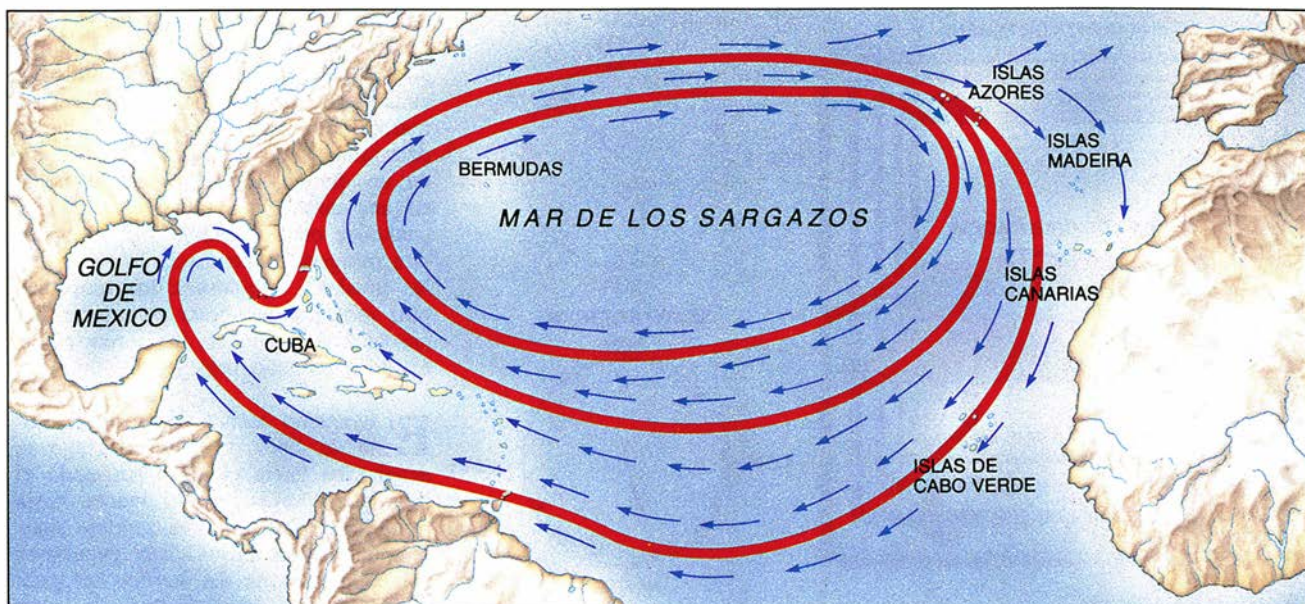 ISLAS
AZORES
ISLAS
MADEIRA
BERMUDAS
MAR DE LOS SARGAZOS
GOLFO
DE
MEXICO
ISLAS
CANARIAS
CUBA
ISLAS DE
CABO VERDE